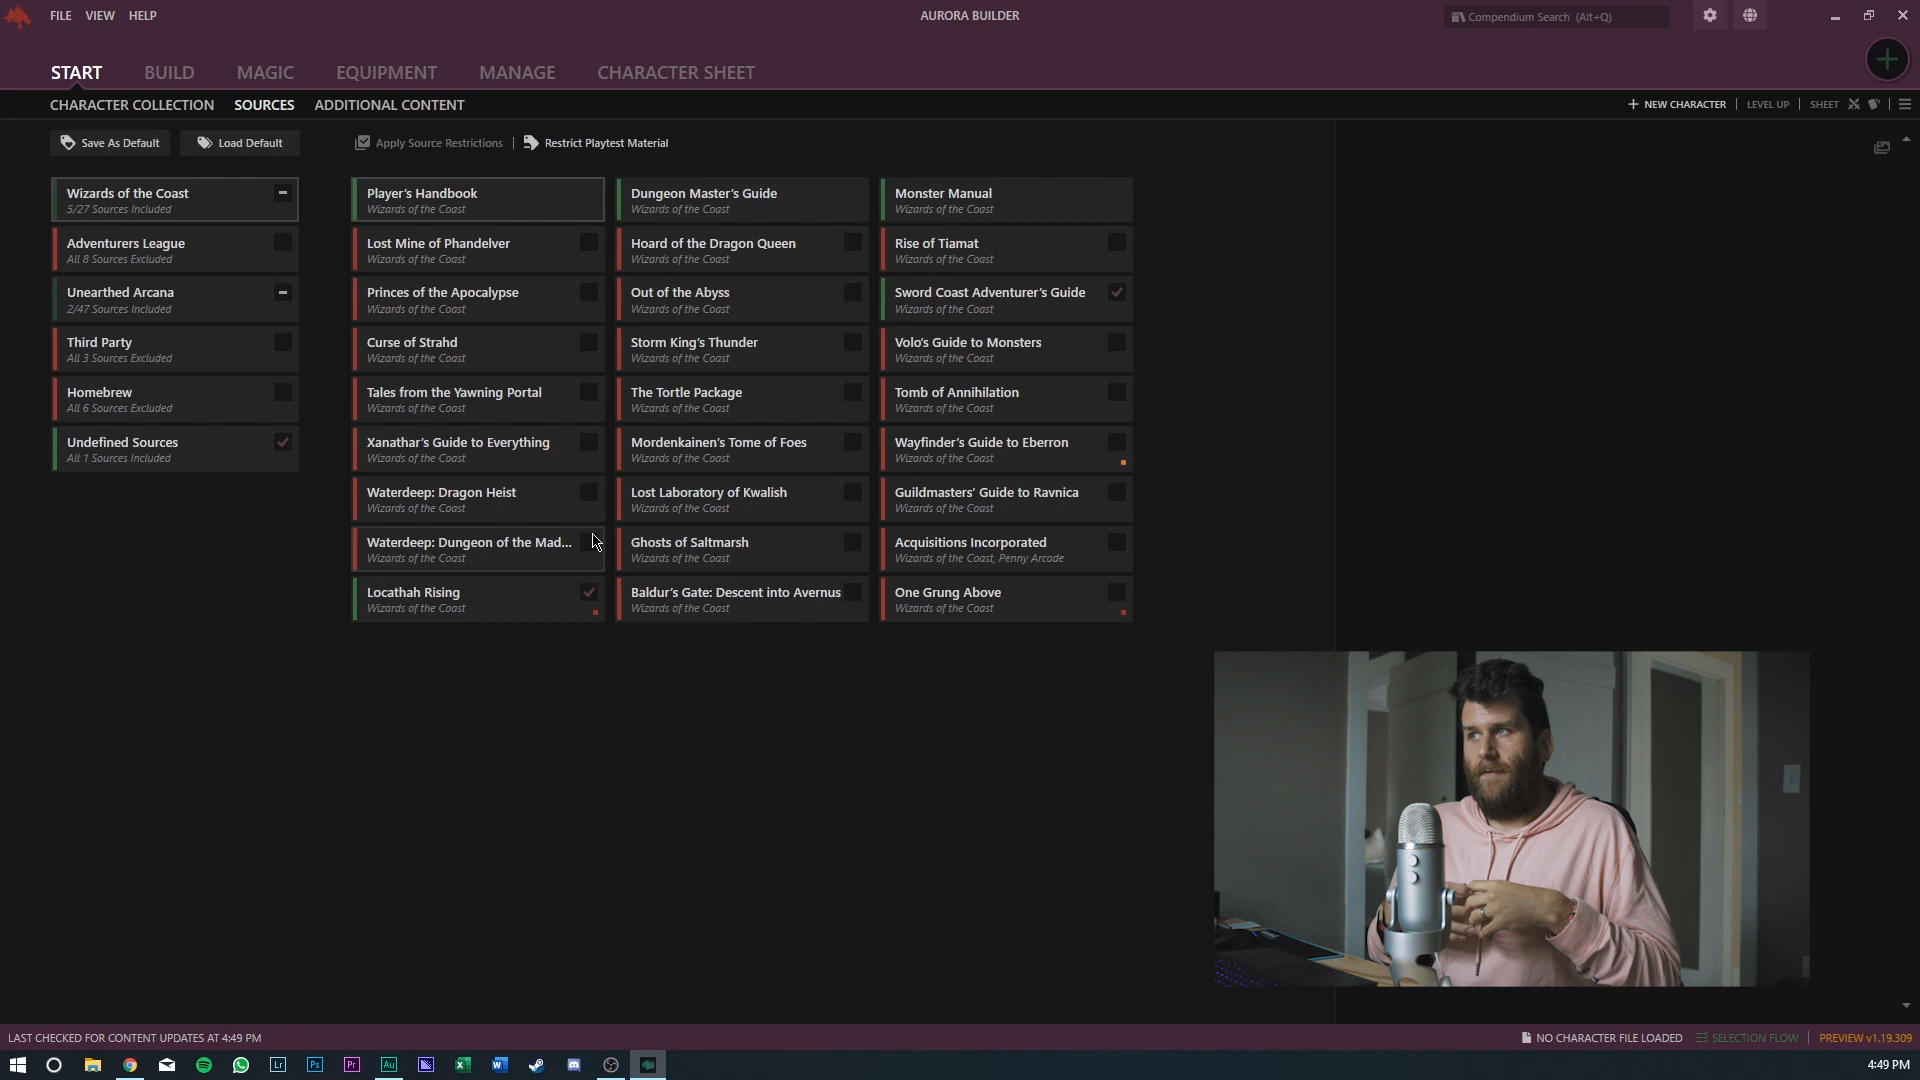 FILE VIEW HELP
AURORA BUILDER
Compendium Search (Alt+Q)
START BUILD MAGIC EQUIPMENT MANAGE CHARACTER SHEET
CHARACTER COLLECTION SOURCES ADDITIONAL CONTENT
NEW CHARACTER LEVEL UP SHEET
Save As Default Load Default
Apply Source Restrictions Restrict Playtest Material
Wizards of the Coast
5/27 Sources Included
Adventurers League
All 8 Sources Excluded
Unearthed Arcana
2/47 Sources Included
Third Party
All 3 Sources Excluded
Homebrew
All 6 Sources Excluded
Undefined Sources
All 1 Sources Included
Player's Handbook
Wizards of the Coast
Dungeon Master's Guide
Wizards of the Coast
Monster Manual
Wizards of the Coast
Lost Mine of Phandelver
Wizards of the Coast
Hoard of the Dragon Queen
Wizards of the Coast
Rise of Tiamat
Wizards of the Coast
Princes of the Apocalypse
Wizards of the Coast
Out of the Abyss
Wizards of the Coast
Sword Coast Adventurer's Guide
Wizards of the Coast
Curse of Strahd
Wizards of the Coast
Storm King's Thunder
Wizards of the Coast
Volo's Guide to Monsters
Wizards of the Coast
Tales from the Yawning Portal
Wizards of the Coast
The Tortle Package
Wizards of the Coast
Tomb of Annihilation
Wizards of the Coast
Xanathar's Guide to Everything
Wizards of the Coast
Mordenkainen's Tome of Foes
Wizards of the Coast
Wayfinder's Guide to Eberron
Wizards of the Coast
Waterdeep: Dragon Heist
Wizards of the Coast
Lost Laboratory of Kwalish
Wizards of the Coast
Guildmasters' Guide to Ravnica
Wizards of the Coast
Waterdeep: Dungeon of the Mad...
Wizards of the Coast
Ghosts of Saltmarsh
Wizards of the Coast
Acquisitions Incorporated
Wizards of the Coast, Penny Arcade
Locathah Rising
Wizards of the Coast
Baldur's Gate: Descent into Avernus
Wizards of the Coast
One Grung Above
Wizards of the Coast
LAST CHECKED FOR CONTENT UPDATES AT 4:49 PM
NO CHARACTER FILE LOADED SELECTION FLOW PREVIEW v1.19.309
Lr Ps Pr Au
4:49 PM